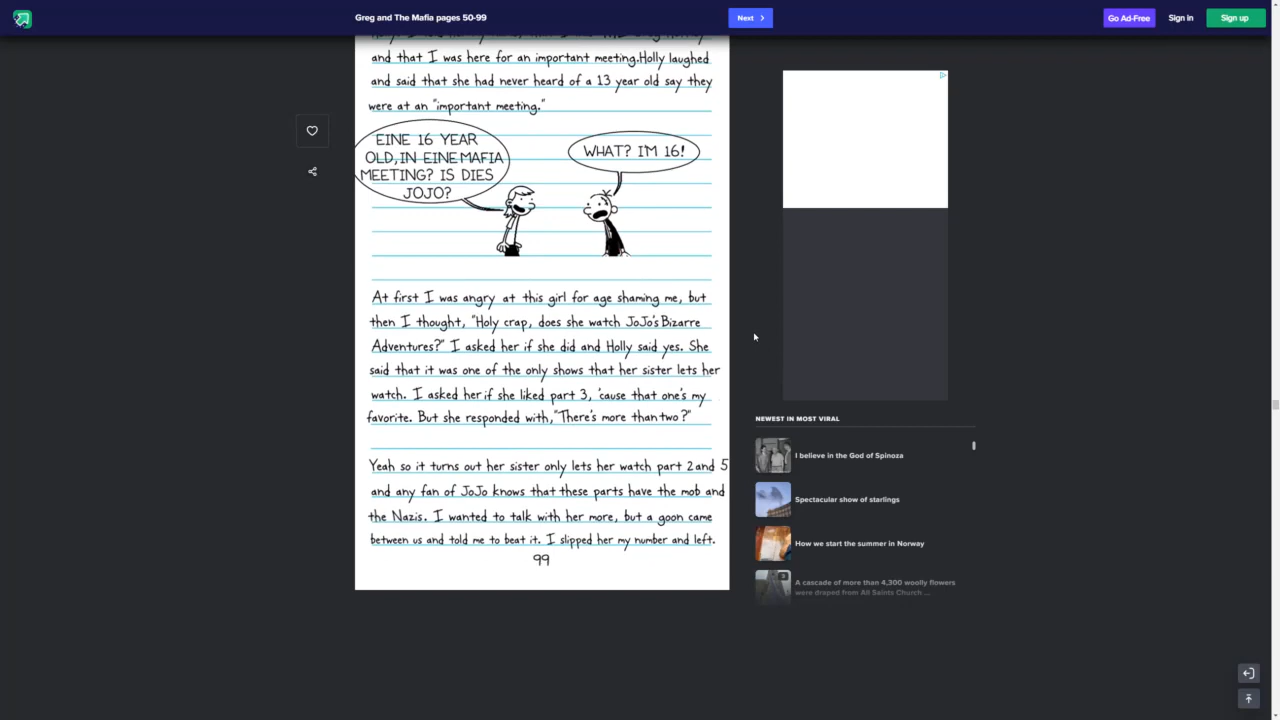 Greg and The Mafia pages 50-99
Next
Go Ad-Free
Sign in
Sign up
and that I was here for an important meeting.Holly laughed
and said that she had never heard of a 13 year old say they
were at an "important meeting."
EINE 16 YEAR
OLD,IN EINE MAFIA
MEETING? IS DIES
JOJO?
WHAT? I'M 16!
At first I was angry at this girl for age shaming me, but
then I thought, "Holy crap, does she watch JoJo's Bizarre
Adventures?" I asked her if she did and Holly said yes. She
said that it was one of the only shows that her sister lets her
watch. I asked her if she liked part 3, 'cause that one's my
favorite. But she responded with, "There's more than two?"
Yeah so it turns out her sister only lets her watch part 2 and 5
and any fan of JoJo knows that these parts have the mob and
the Nazis. I wanted to talk with her more, but a goon came
between us and told me to beat it. I slipped her my number and left.
99
NEWEST IN MOST VIRAL
I believe in the God of Spinoza
Spectacular show of starlings
How we start the summer in Norway
A cascade of more than 4,300 woolly flowers
were draped from All Saints Church ...